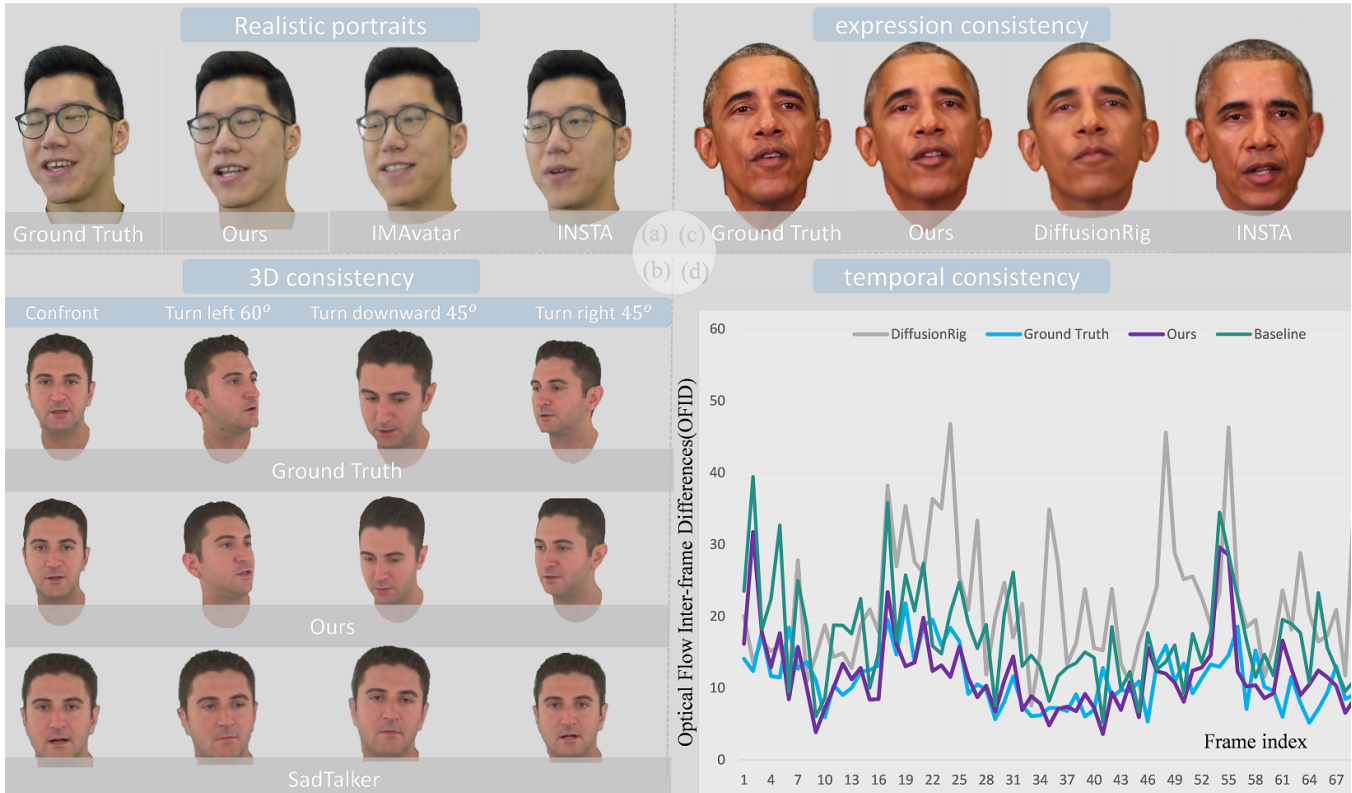 Realistic portraits
Ground Truth Ours IMAvatar INSTA
expression consistency
Ground Truth Ours DiffusionRig INSTA
(a) (c)
(b) (d)
3D consistency
Confront Turn left 60° Turn downward 45° Turn right 45°
Ground Truth
Ours
SadTalker
temporal consistency
DiffusionRig Ground Truth Ours Baseline
Optical Flow Inter-frame Differences(OFID)
60
50
40
30
20
10
0
Frame index
1 4 7 10 13 16 19 22 25 28 31 34 37 40 43 46 49 52 55 58 61 64 67